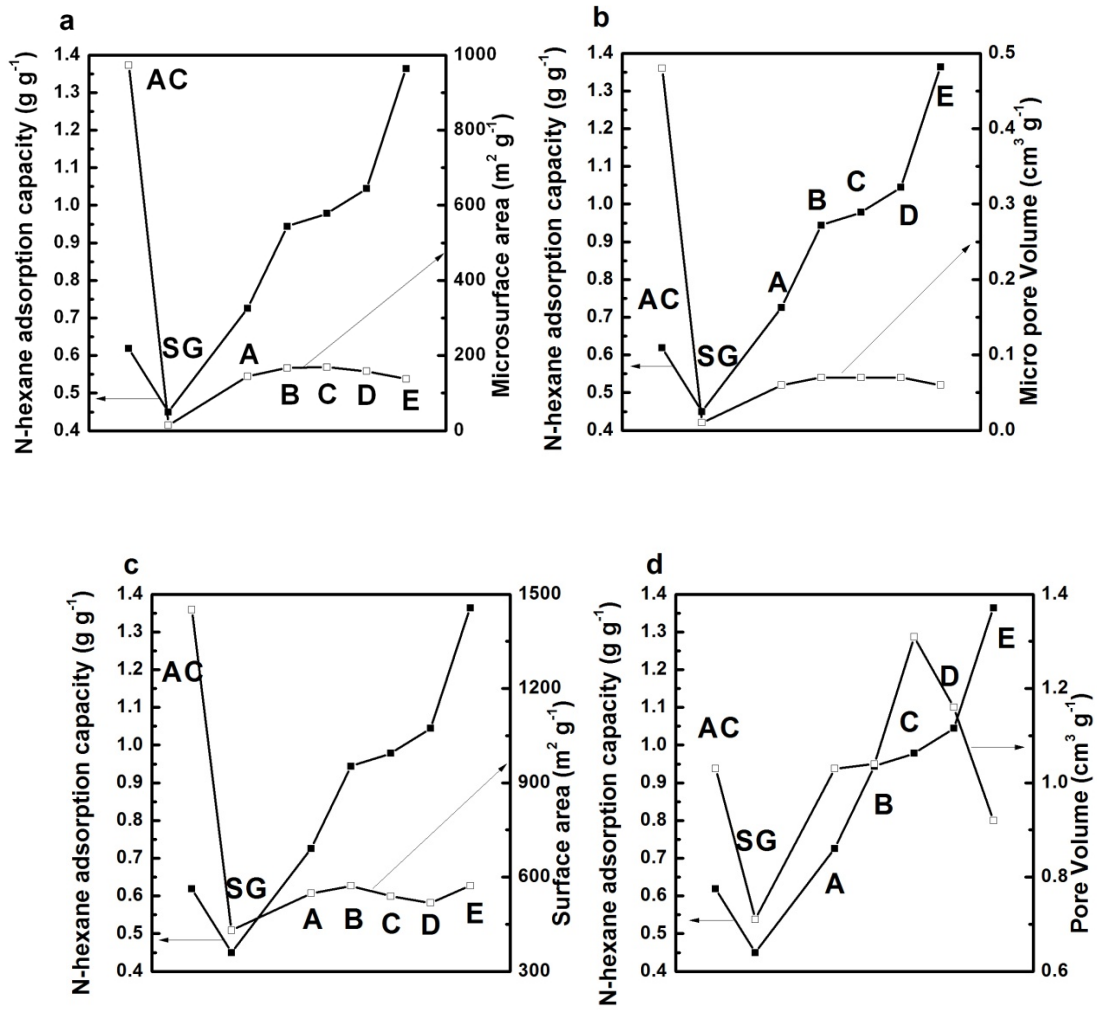 a
N-hexane adsorption capacity (g g-1)
1.4
1.3
1.2
1.1
1.0
0.9
0.8
0.7
0.6
0.5
0.4
AC
SG
A
B
C
D
E
1000
800
600
400
200
0
Microsurface area (m2 g-1)
b
N-hexane adsorption capacity (g g-1)
1.4
1.3
1.2
1.1
1.0
0.9
0.8
0.7
0.6
0.5
0.4
AC
SG
A
B
C
D
E
0.5
0.4
0.3
0.2
0.1
0.0
Micro pore Volume (cm3 g-1)
c
N-hexane adsorption capacity (g g-1)
1.4
1.3
1.2
1.1
1.0
0.9
0.8
0.7
0.6
0.5
0.4
AC
SG
A
B
C
D
E
1500
1200
900
600
300
Surface area (m2 g-1)
d
N-hexane adsorption capacity (g g-1)
1.4
1.3
1.2
1.1
1.0
0.9
0.8
0.7
0.6
0.5
0.4
AC
SG
A
B
C
D
E
1.4
1.2
1.0
0.8
0.6
Pore Volume (cm3 g-1)